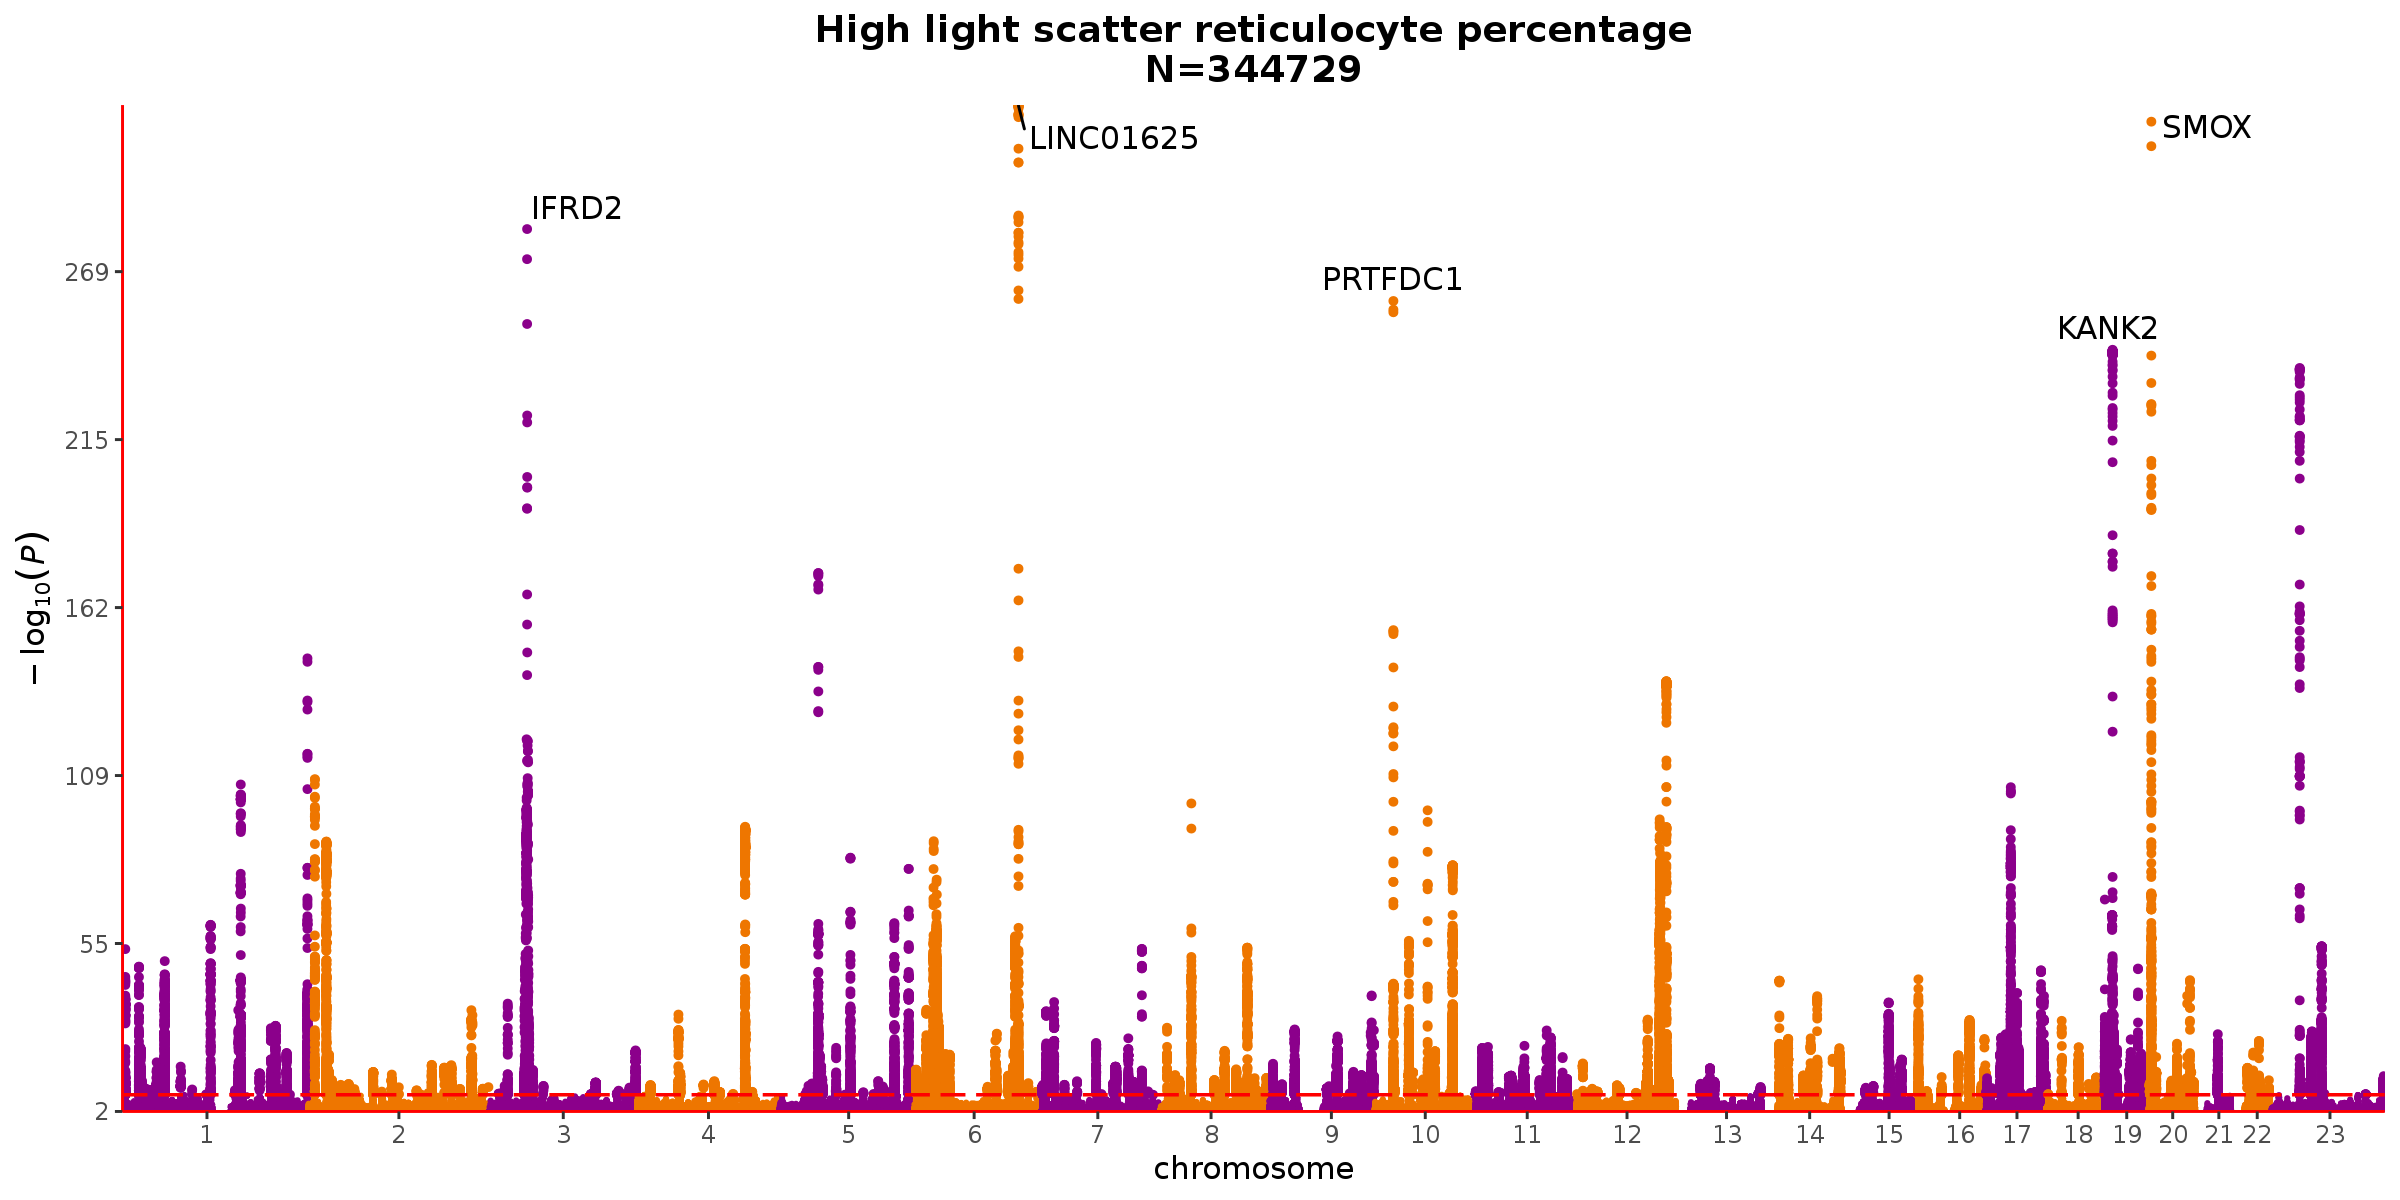 High light scatter reticulocyte percentage
N=344729
LINC01625
SMOX
IFRD2
PRTFDC1
KANK2
269
215
162
109
55
2
− log₁₀(P)
1 2 3 4 5 6 7 8 9 10 11 12 13 14 15 16 17 18 19 20 21 22 23
chromosome